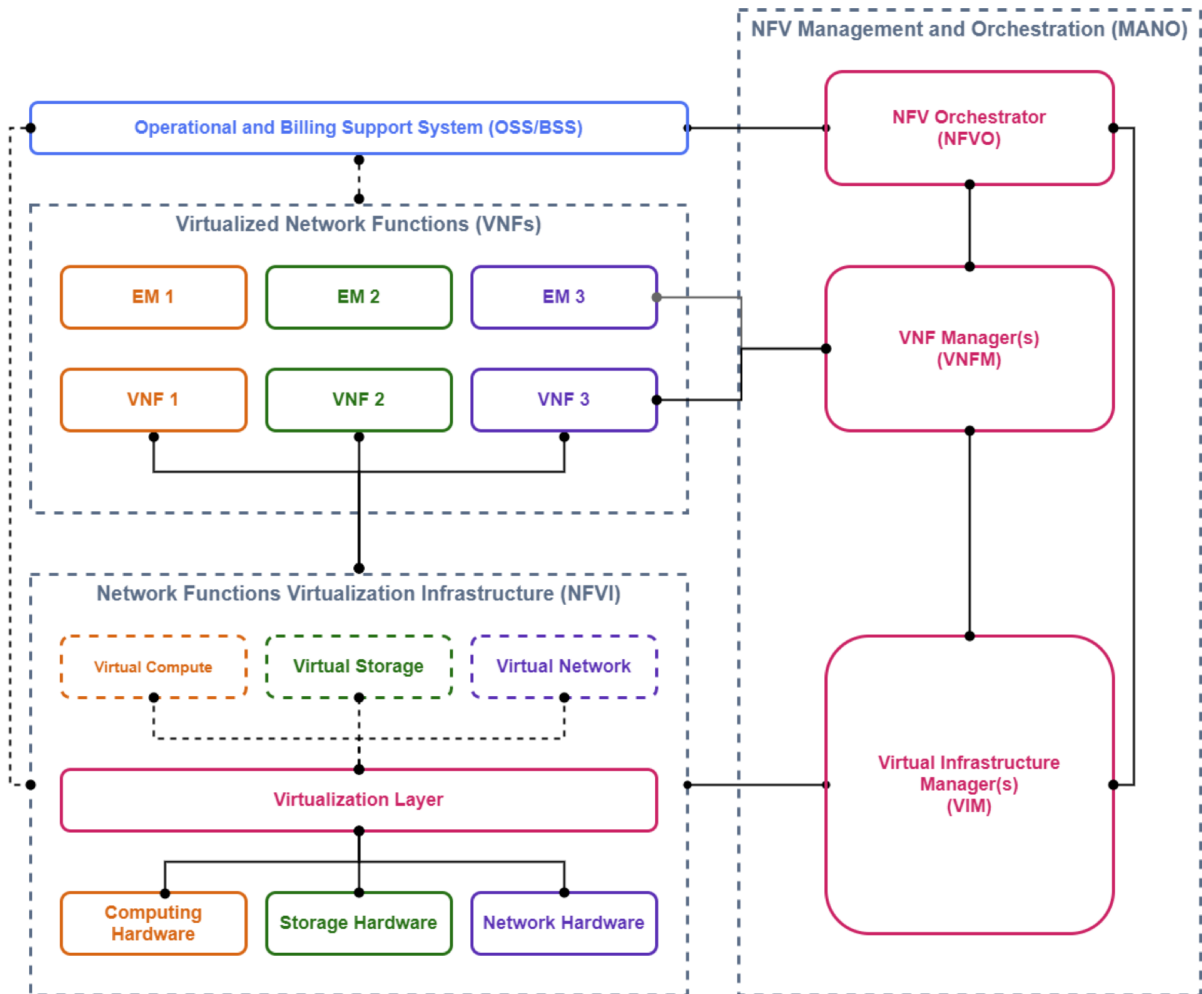 NFV Management and Orchestration (MANO)
Operational and Billing Support System (OSS/BSS)
NFV Orchestrator
(NFVO)
Virtualized Network Functions (VNFs)
EM 1
EM 2
EM 3
VNF Manager(s)
(VNFM)
VNF 1
VNF 2
VNF 3
Network Functions Virtualization Infrastructure (NFVI)
Virtual Compute
Virtual Storage
Virtual Network
Virtualization Layer
Virtual Infrastructure
Manager(s)
(VIM)
Computing
Hardware
Storage Hardware
Network Hardware